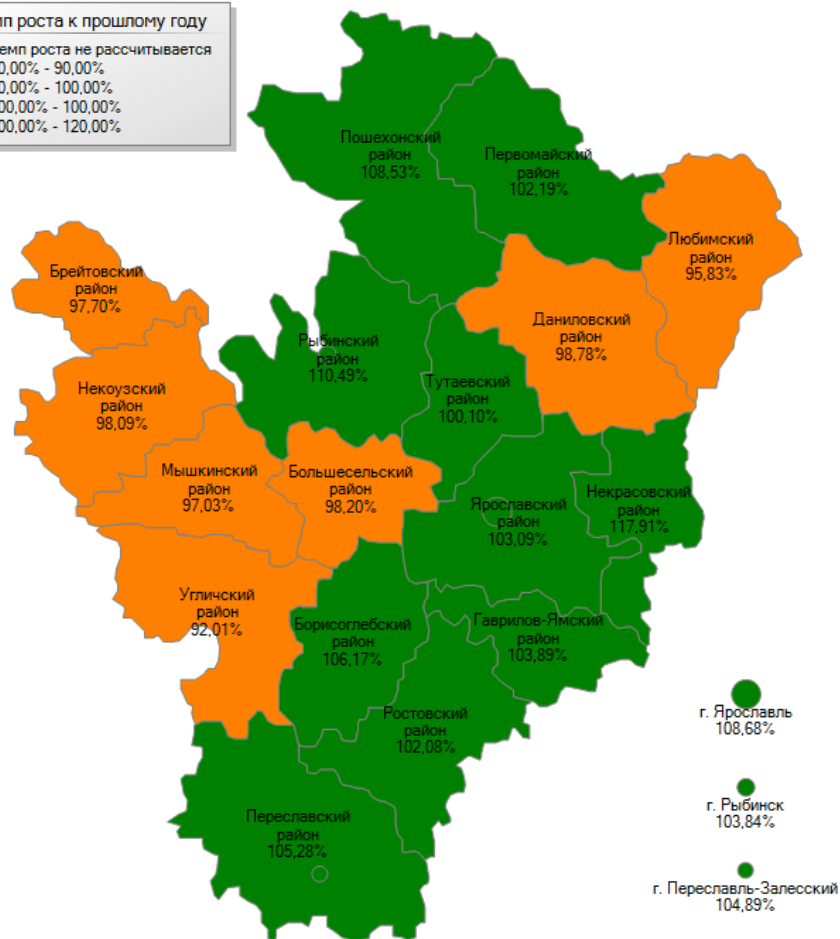 мп роста к прошлому году
емп роста не рассчитывается
0,00% - 90,00%
0,00% - 100,00%
00,00% - 100,00%
00,00% - 120,00%
Пошехонский
район
108,53%
Первомайский
район
102,19%
Любимский
район
95,83%
Брейтовский
район
97,70%
Даниловский
район
98,78%
Рыбинский
район
110,49%
Тутаевский
район
100,10%
Некоузский
район
98,09%
Мышкинский
район
97,03%
Большесельский
район
98,20%
Ярославский
район
103,09%
Некрасовский
район
117,91%
Угличский
район
92,01%
Борисоглебский
район
106,17%
Гаврилов-Ямский
район
103,89%
Ростовский
район
102,08%
г. Ярославль
108,68%
г. Рыбинск
103,84%
Переславский
район
105,28%
г. Переславль-Залесский
104,89%